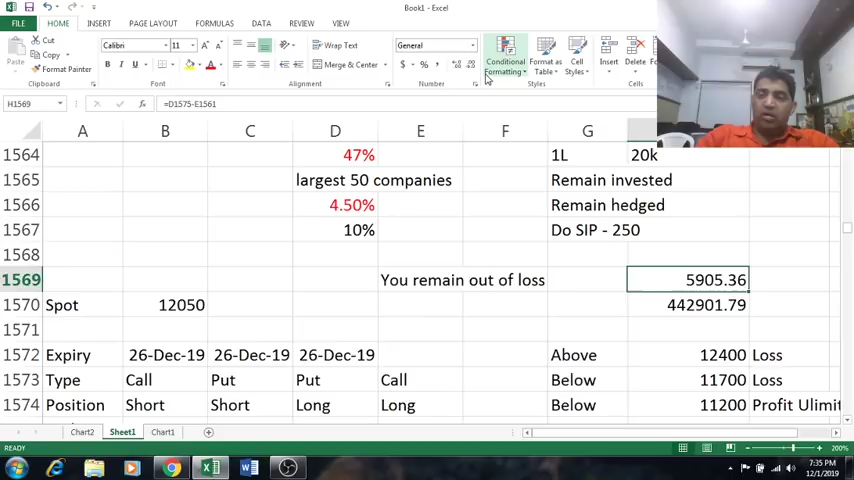 Book1 - Excel
FILE HOME INSERT PAGE LAYOUT FORMULAS DATA REVIEW VIEW
Cut
Copy
Format Painter
Paste
Clipboard
Calibri 11
B I U
Font
Wrap Text
Merge & Center
Alignment
General
$ % ,
Number
Conditional Formatting
Format as Table
Cell Styles
Styles
Insert Delete
Cells
H1569 fx =D1575-E1561
A B C D E F G
1564 47% 1L 20k
1565 largest 50 companies Remain invested
1566 4.50% Remain hedged
1567 10% Do SIP - 250
1568
1569 You remain out of loss 5905.36
1570 Spot 12050 442901.79
1571
1572 Expiry 26-Dec-19 26-Dec-19 26-Dec-19 Above 12400 Loss
1573 Type Call Put Put Call Below 11700 Loss
1574 Position Short Short Long Long Below 11200 Profit Ulimit
Chart2 Sheet1 Chart1
READY 200%
7:35 PM
12/1/2019